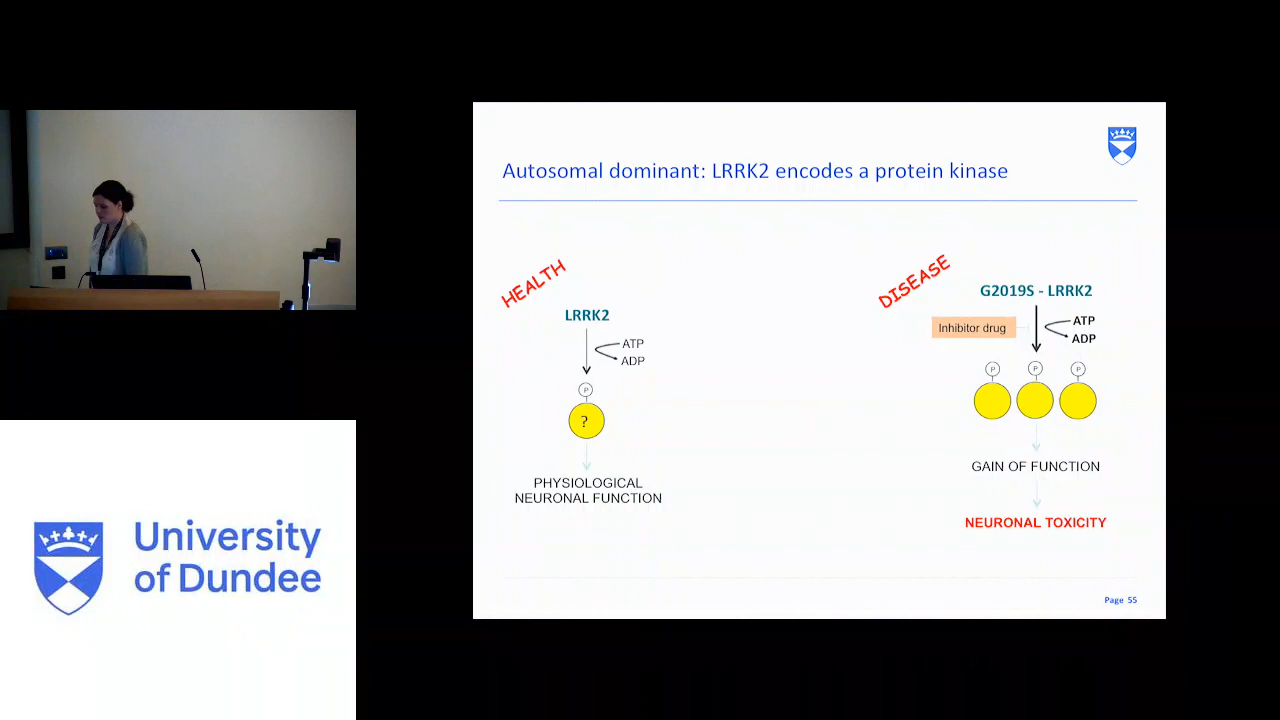 Autosomal dominant: LRRK2 encodes a protein kinase
HEALTH
LRRK2
ATP
ADP
P
?
PHYSIOLOGICAL
NEURONAL FUNCTION
DISEASE
G2019S - LRRK2
Inhibitor drug
ATP
ADP
P
P
P
GAIN OF FUNCTION
NEURONAL TOXICITY
Page 55
University
of Dundee